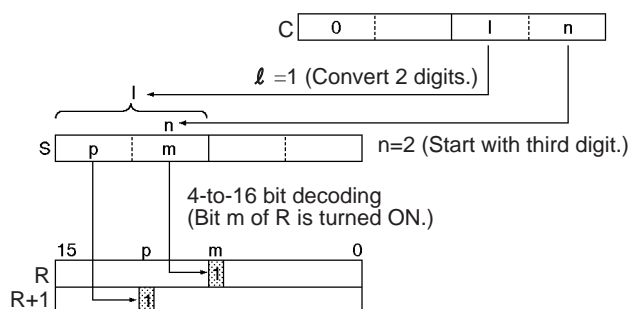 C 0 l n
ℓ =1 (Convert 2 digits.)
l
n
S p m
n=2 (Start with third digit.)
4-to-16 bit decoding
(Bit m of R is turned ON.)
15 p m 0
R 1
R+1 1